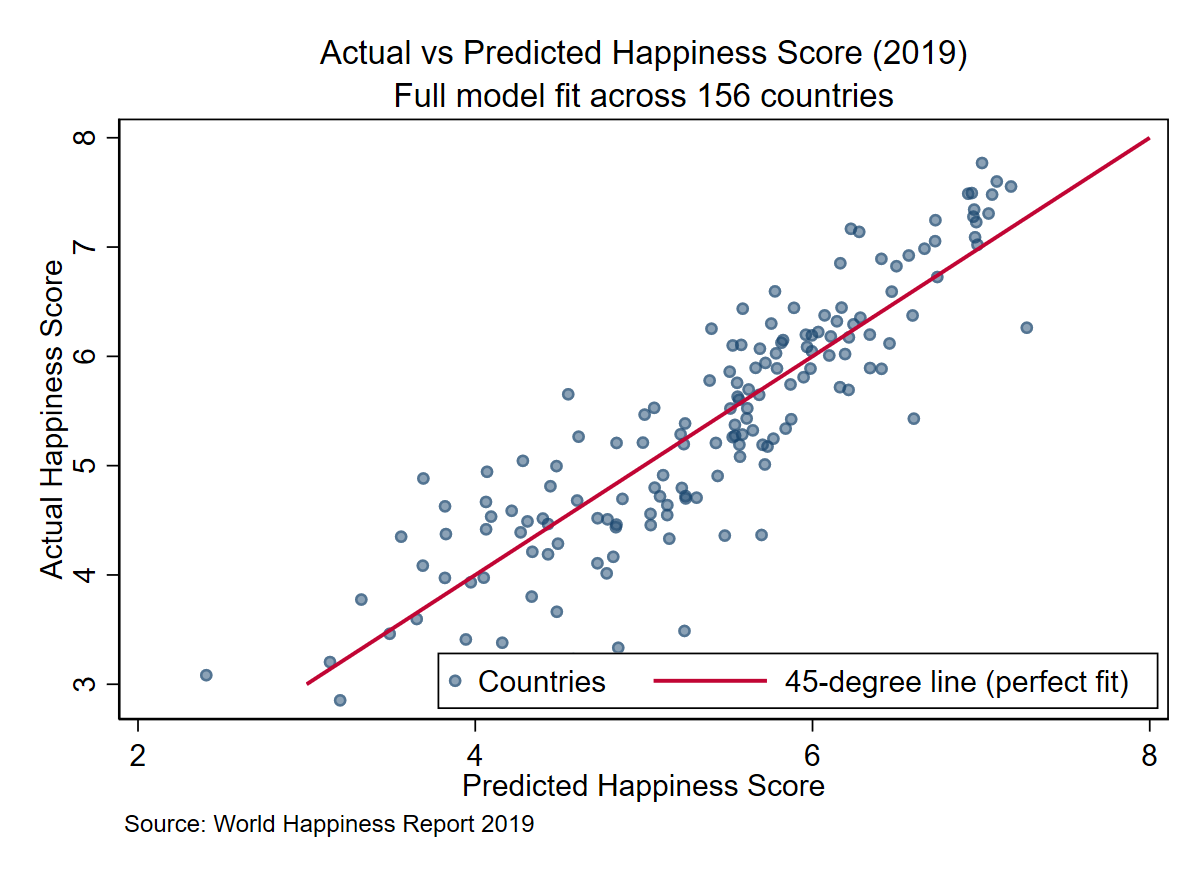 Actual vs Predicted Happiness Score (2019)
Full model fit across 156 countries
Actual Happiness Score
8
7
6
5
4
3
Countries
45-degree line (perfect fit)
2
4
6
8
Predicted Happiness Score
Source: World Happiness Report 2019